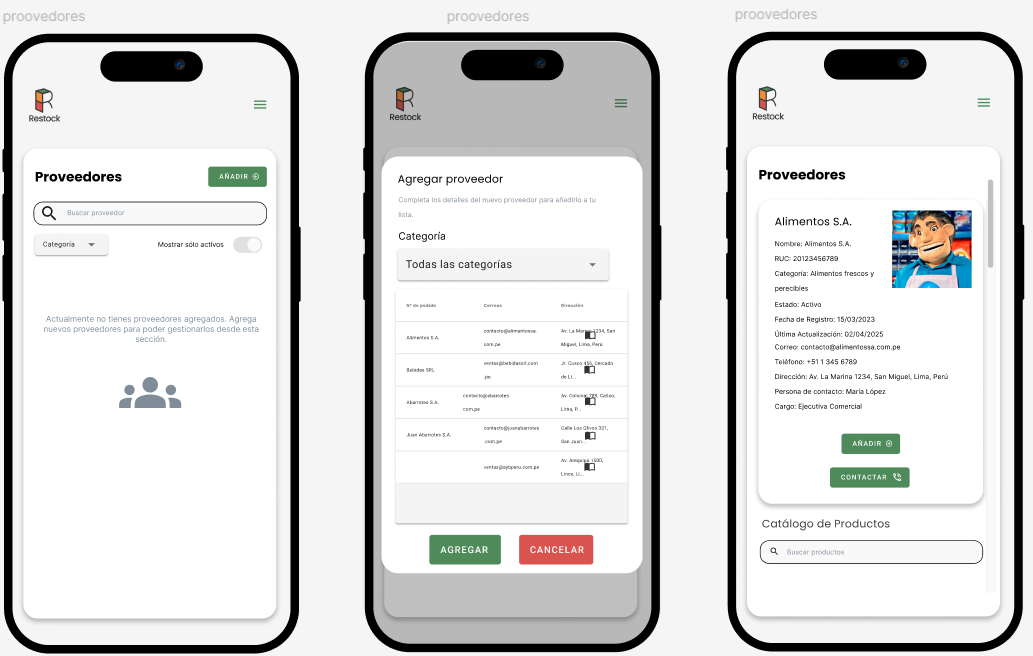 proovedores
Restock
Proveedores
AÑADIR
Buscar proveedor
Categoría
Mostrar sólo activos
Actualmente no tienes proveedores agregados. Agrega
nuevos proveedores para poder gestionarlos desde esta
sección.
proovedores
Restock
Agregar proveedor
Completa los detalles del nuevo proveedor para añadirlo a tu
lista.
Categoría
Todas las categorías
Nº de pedido Correos Dirección
Alimentos S.A. contacto@alimentossa. Av. La Marina 1234, San
com.pe Miguel, Lima, Perú
Bebidas SRL ventas@bebidassrl.com Jr. Cusco 456, Cercado
.pe de Li...
Abarrotes S.A. contacto@abarrotes Av. Colonial 789, Callao,
com.pe Lima, P...
Juan Abarrotes S.A. contacto@juanabarrotes Calle Los Olivos 321,
.com.pe San Juan...
ventas@aybperu.com.pe Av. Arequipa 1500,
Lince, Li...
AGREGAR
CANCELAR
proovedores
Restock
Proveedores
Alimentos S.A.
Nombre: Alimentos S.A.
RUC: 20123456789
Categoría: Alimentos frescos y
perecibles
Estado: Activo
Fecha de Registro: 15/03/2023
Última Actualización: 02/04/2025
Correo: contacto@alimentossa.com.pe
Teléfono: +51 1 345 6789
Dirección: Av. La Marina 1234, San Miguel, Lima, Perú
Persona de contacto: María López
Cargo: Ejecutiva Comercial
AÑADIR
CONTACTAR
Catálogo de Productos
Buscar productos